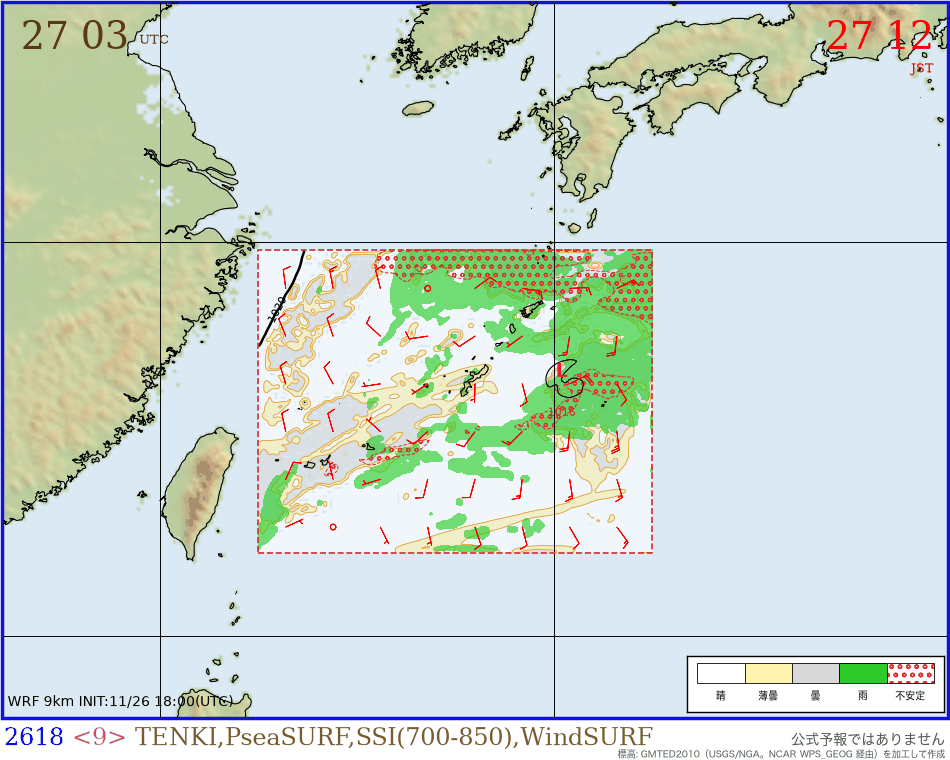 27 03 UTC
27 12
JST
1020
L
晴 薄曇 曇 雨 不安定
WRF 9km INIT:11/26 18:00(UTC)
2618 <9> TENKI,PseaSURF,SSI(700-850),WindSURF
公式予報ではありません
標高: GMTED2010（USGS/NGA。NCAR WPS_GEOG 経由）を加工して作成